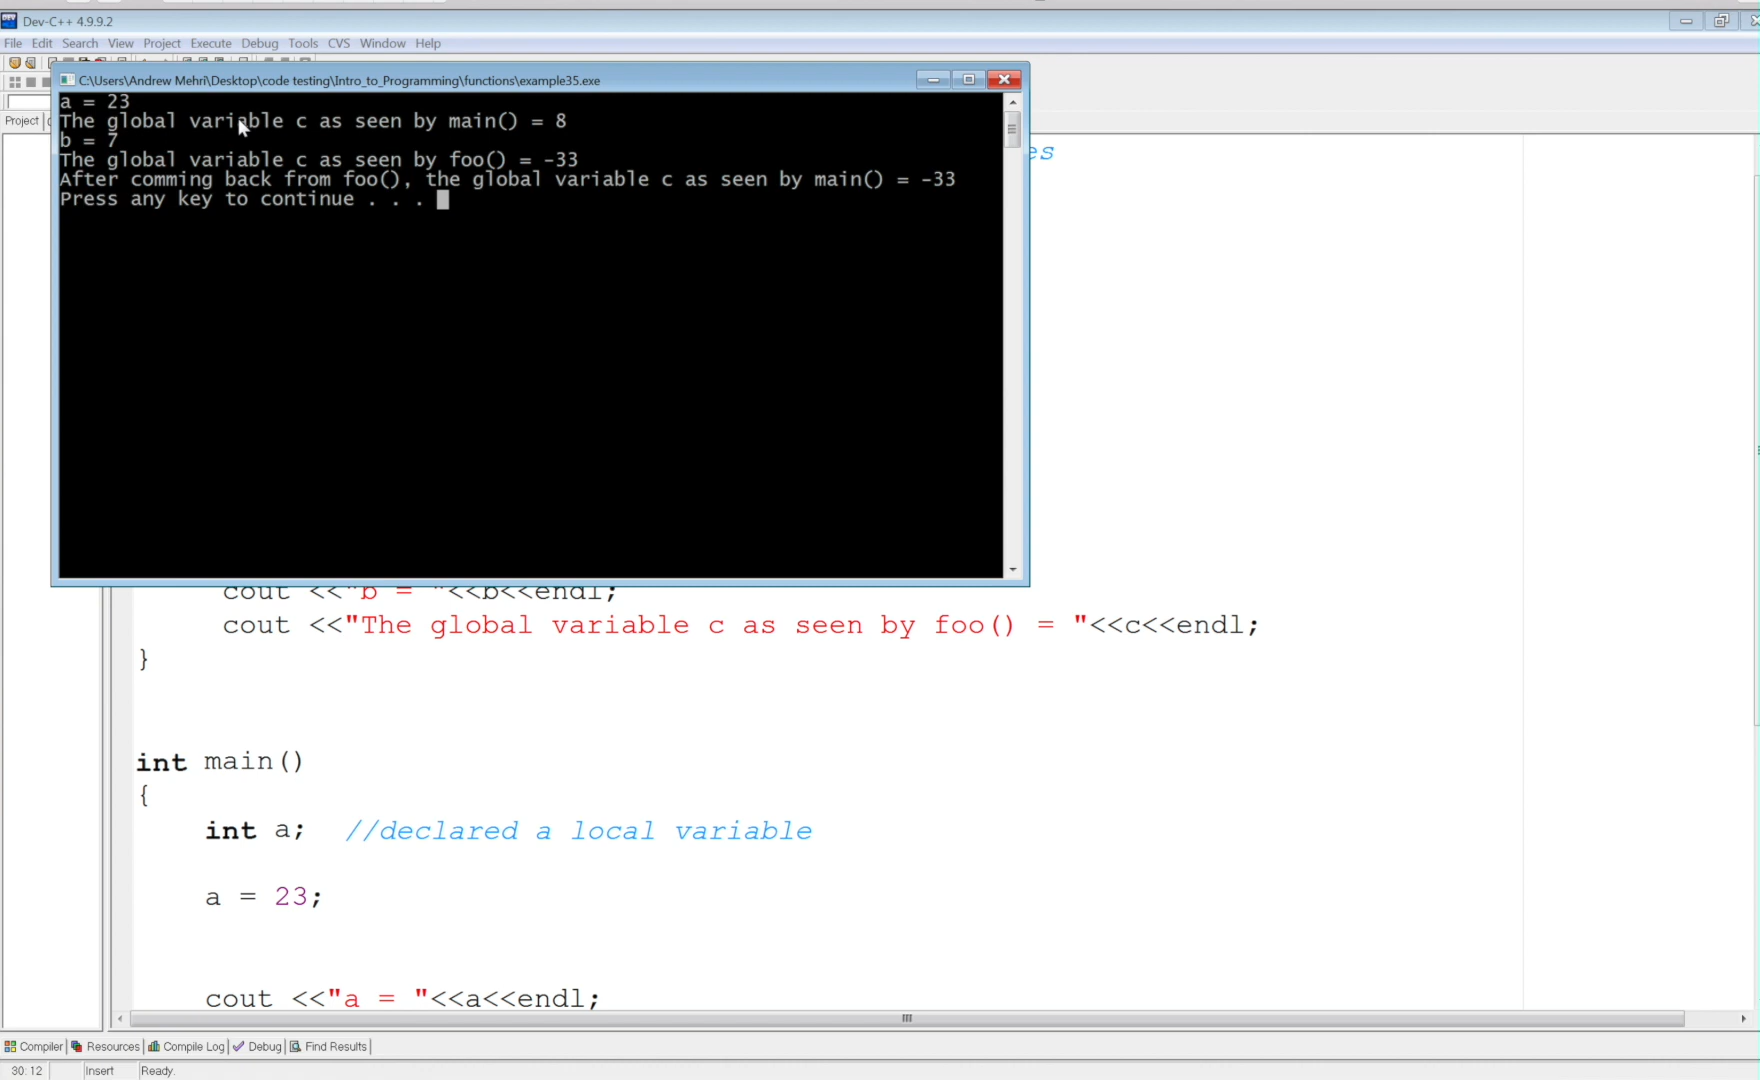 Dev-C++ 4.9.9.2
File Edit Search View Project Execute Debug Tools CVS Window Help
C:\Users\Andrew Mehri\Desktop\code testing\Intro_to_Programming\functions\example35.exe
a = 23
The global variable c as seen by main() = 8
b = 7
The global variable c as seen by foo() = -33
After comming back from foo(), the global variable c as seen by main() = -33
Press any key to continue . . .
Project
es
cout <<"b = "<<b<<endl;
cout <<"The global variable c as seen by foo() = "<<c<<endl;
}
int main()
{
int a; //declared a local variable
a = 23;
cout <<"a = "<<a<<endl;
Compiler Resources Compile Log Debug Find Results
30: 12 Insert Ready.